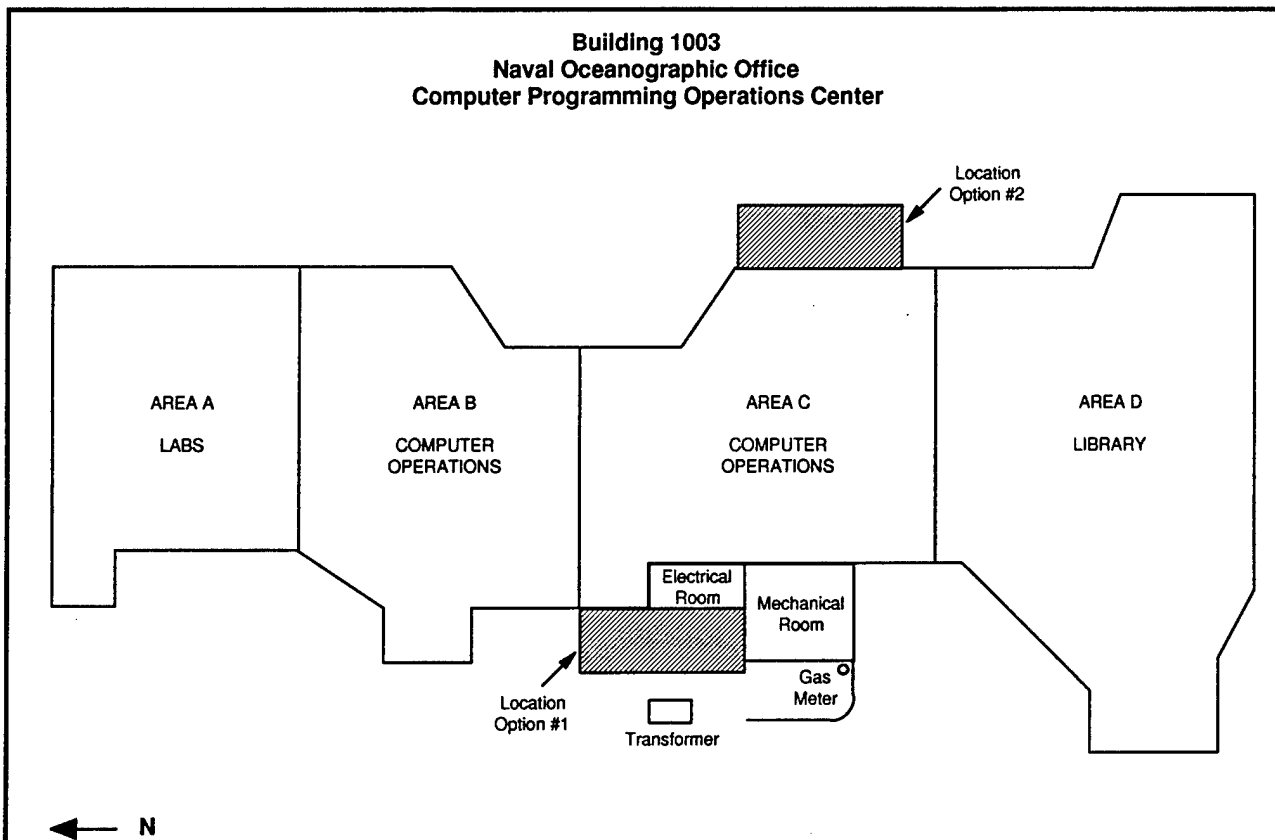 Building 1003
Naval Oceanographic Office
Computer Programming Operations Center
Location
Option #2
AREA A
LABS
AREA B
COMPUTER
OPERATIONS
AREA C
COMPUTER
OPERATIONS
AREA D
LIBRARY
Electrical
Room
Mechanical
Room
Gas
Meter
Location
Option #1
Transformer
N